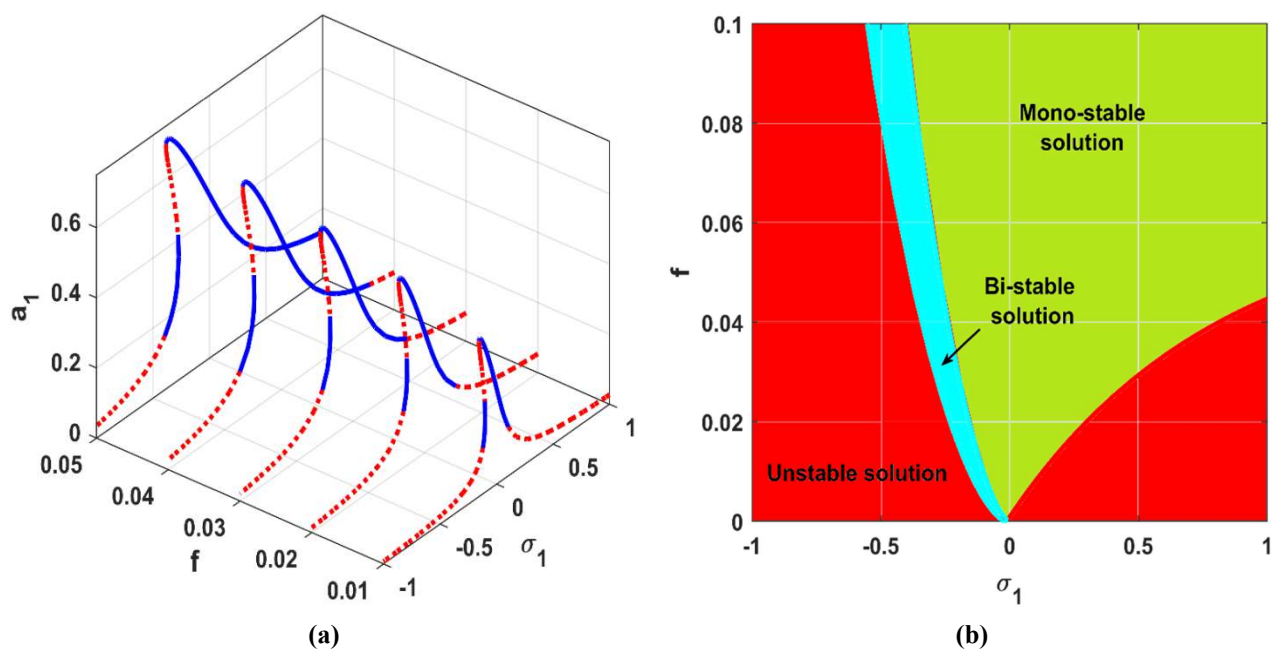 0.6
0.4
0.2
0
a1
0.05
0.04
0.03
0.02
0.01
f
-1
-0.5
0
0.5
1
σ1
(a)
0.1
0.08
0.06
0.04
0.02
0
f
Mono-stable
solution
Bi-stable
solution
Unstable solution
-1
-0.5
0
0.5
1
σ1
(b)